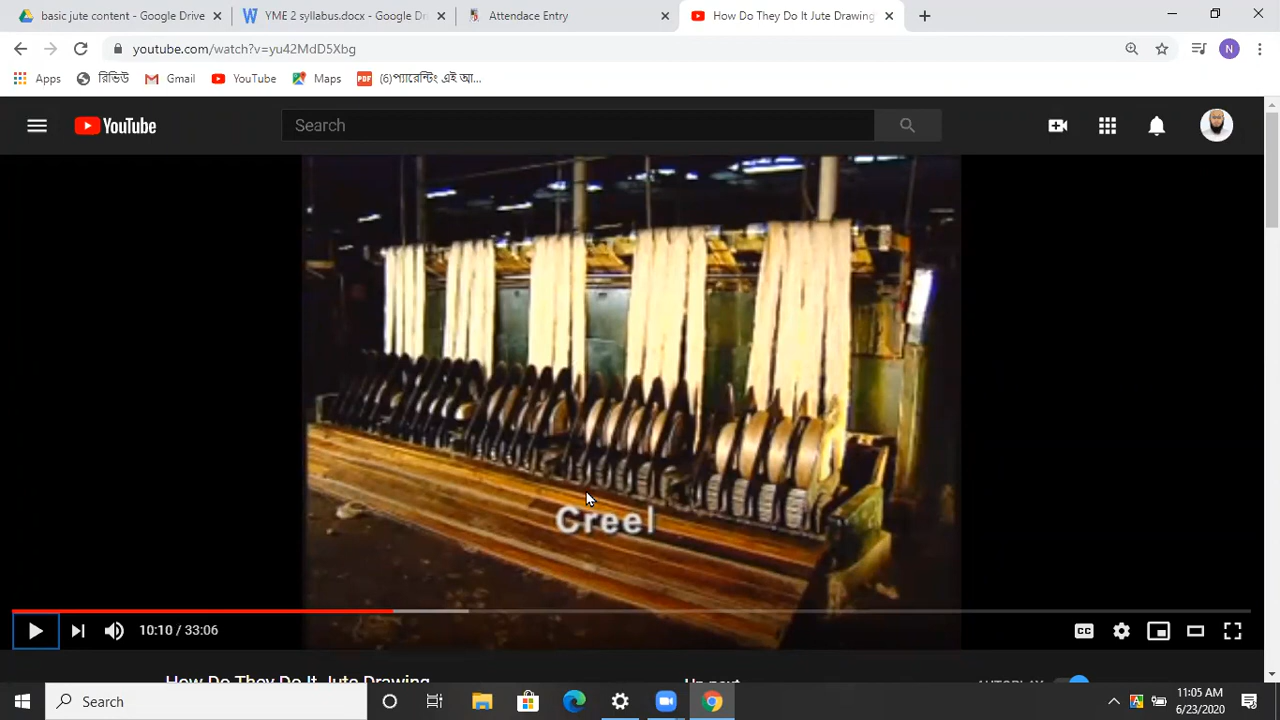 basic jute content - Google Drive
YME 2 syllabus.docx - Google Dr
Attendace Entry
How Do They Do It Jute Drawing
youtube.com/watch?v=yu42MdD5Xbg
N
Apps
রিভিউ
Gmail
YouTube
Maps
PDF
(6)প্যারেন্টিং এই আ...
YouTube
Search
Creel
10:10 / 33:06
CC
How Do They Do It Jute Drawing
Up next
AUTOPLAY
Search
11:05 AM
6/23/2020